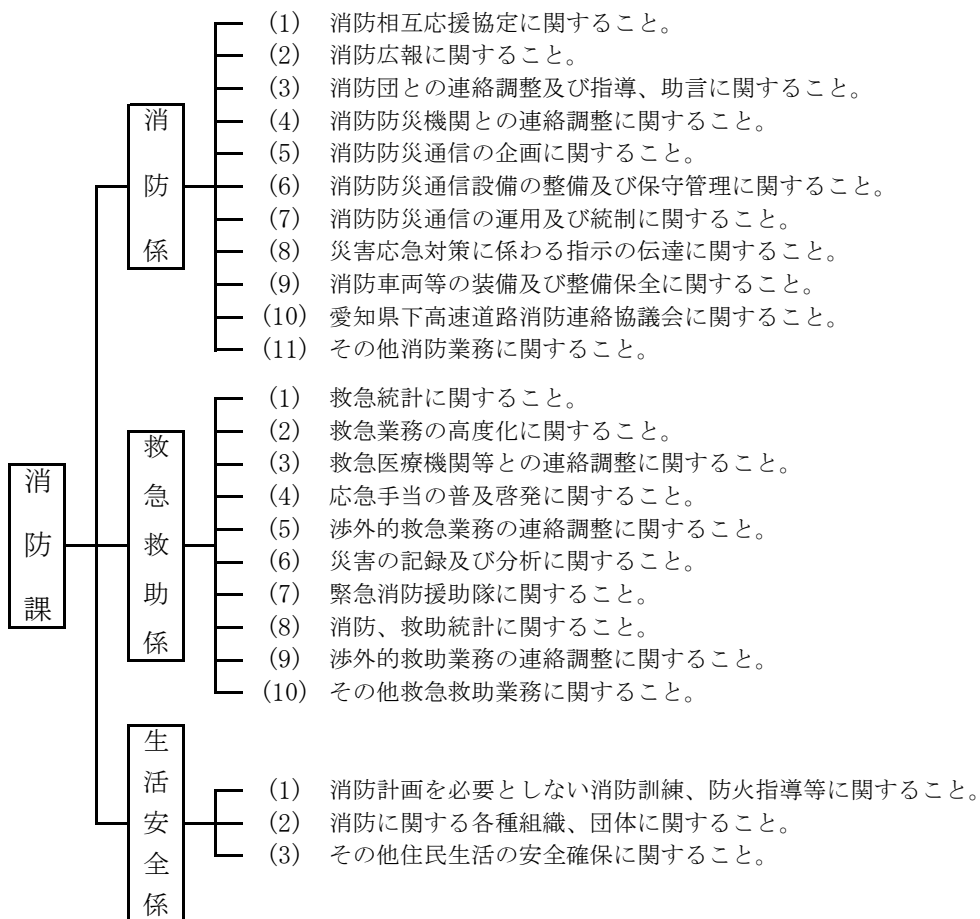 消防課
消防係
(1) 消防相互応援協定に関すること。
(2) 消防広報に関すること。
(3) 消防団との連絡調整及び指導、助言に関すること。
(4) 消防防災機関との連絡調整に関すること。
(5) 消防防災通信の企画に関すること。
(6) 消防防災通信設備の整備及び保守管理に関すること。
(7) 消防防災通信の運用及び統制に関すること。
(8) 災害応急対策に係わる指示の伝達に関すること。
(9) 消防車両等の装備及び整備保全に関すること。
(10) 愛知県下高速道路消防連絡協議会に関すること。
(11) その他消防業務に関すること。
救急救助係
(1) 救急統計に関すること。
(2) 救急業務の高度化に関すること。
(3) 救急医療機関等との連絡調整に関すること。
(4) 応急手当の普及啓発に関すること。
(5) 渉外的救急業務の連絡調整に関すること。
(6) 災害の記録及び分析に関すること。
(7) 緊急消防援助隊に関すること。
(8) 消防、救助統計に関すること。
(9) 渉外的救助業務の連絡調整に関すること。
(10) その他救急救助業務に関すること。
生活安全係
(1) 消防計画を必要としない消防訓練、防火指導等に関すること。
(2) 消防に関する各種組織、団体に関すること。
(3) その他住民生活の安全確保に関すること。